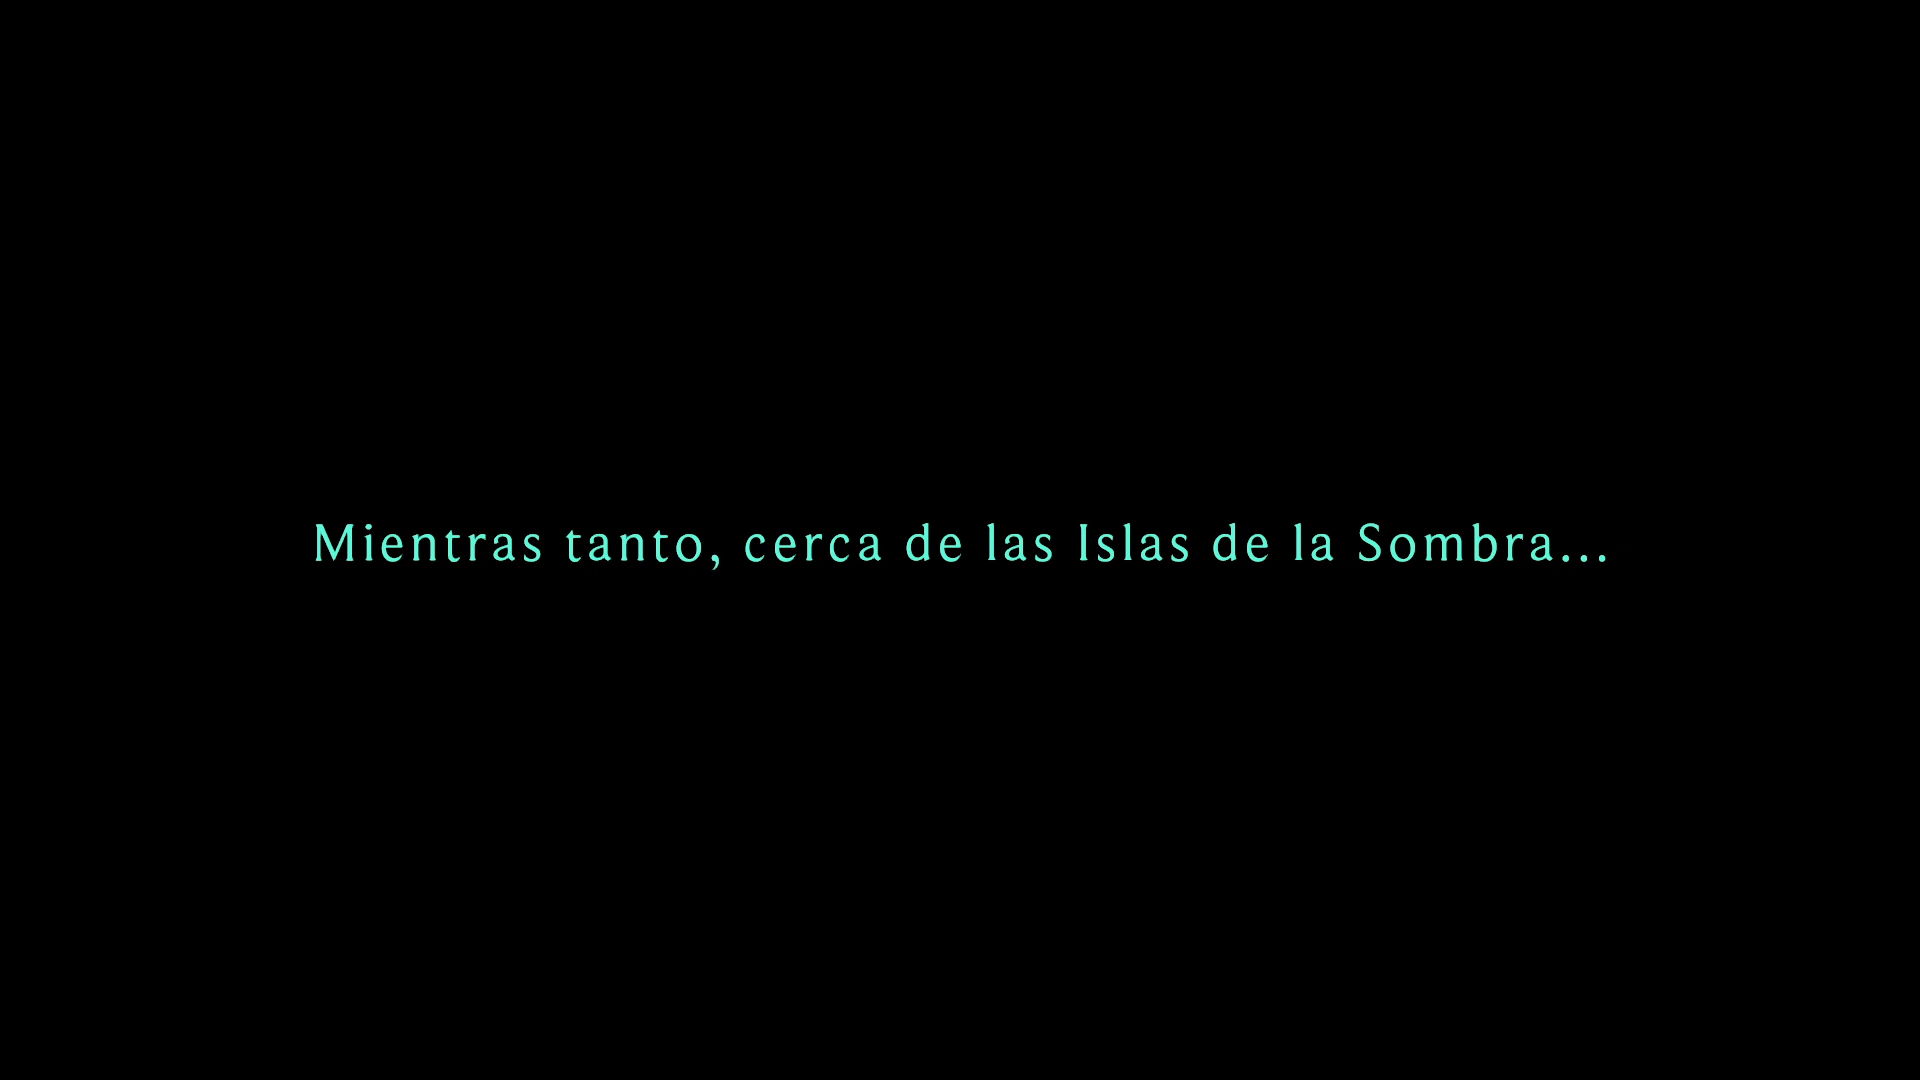 Mientras tanto, cerca de las Islas de la Sombra...